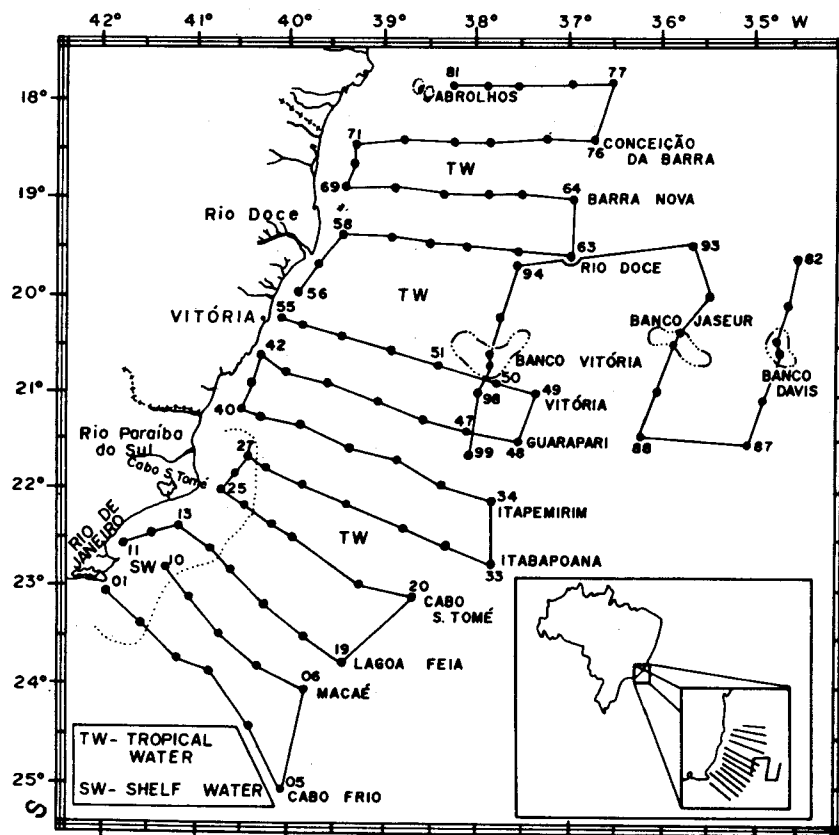 42° 41° 40° 39° 38° 37° 36° 35° W
81 77
18°
ABROLHOS
71
76 CONCEIÇÃO
DA BARRA
TW
19°
69 64 BARRA NOVA
Rio Doce 58
63 93 82
94 RIO DOCE
20° 56
TW
VITÓRIA 55
BANCO JASEUR
42 51 BANCO VITÓRIA
50 49
21° 98
BANCO
DAVIS
VITÓRIA
40 47
GUARAPARI
Rio Paraíba
do Sul
99 48 88 87
27
22° Cabo S. Tomé
25 34
ITAPEMIRIM
RIO DE
JANEIRO
13
TW
11
ITABAPOANA
SW 10 33
23° 01 20 CABO
S. TOMÉ
19 LAGOA FEIA
24° 06
MACAÉ
TW- TROPICAL
WATER
SW- SHELF WATER
25° 05
CABO FRIO
S